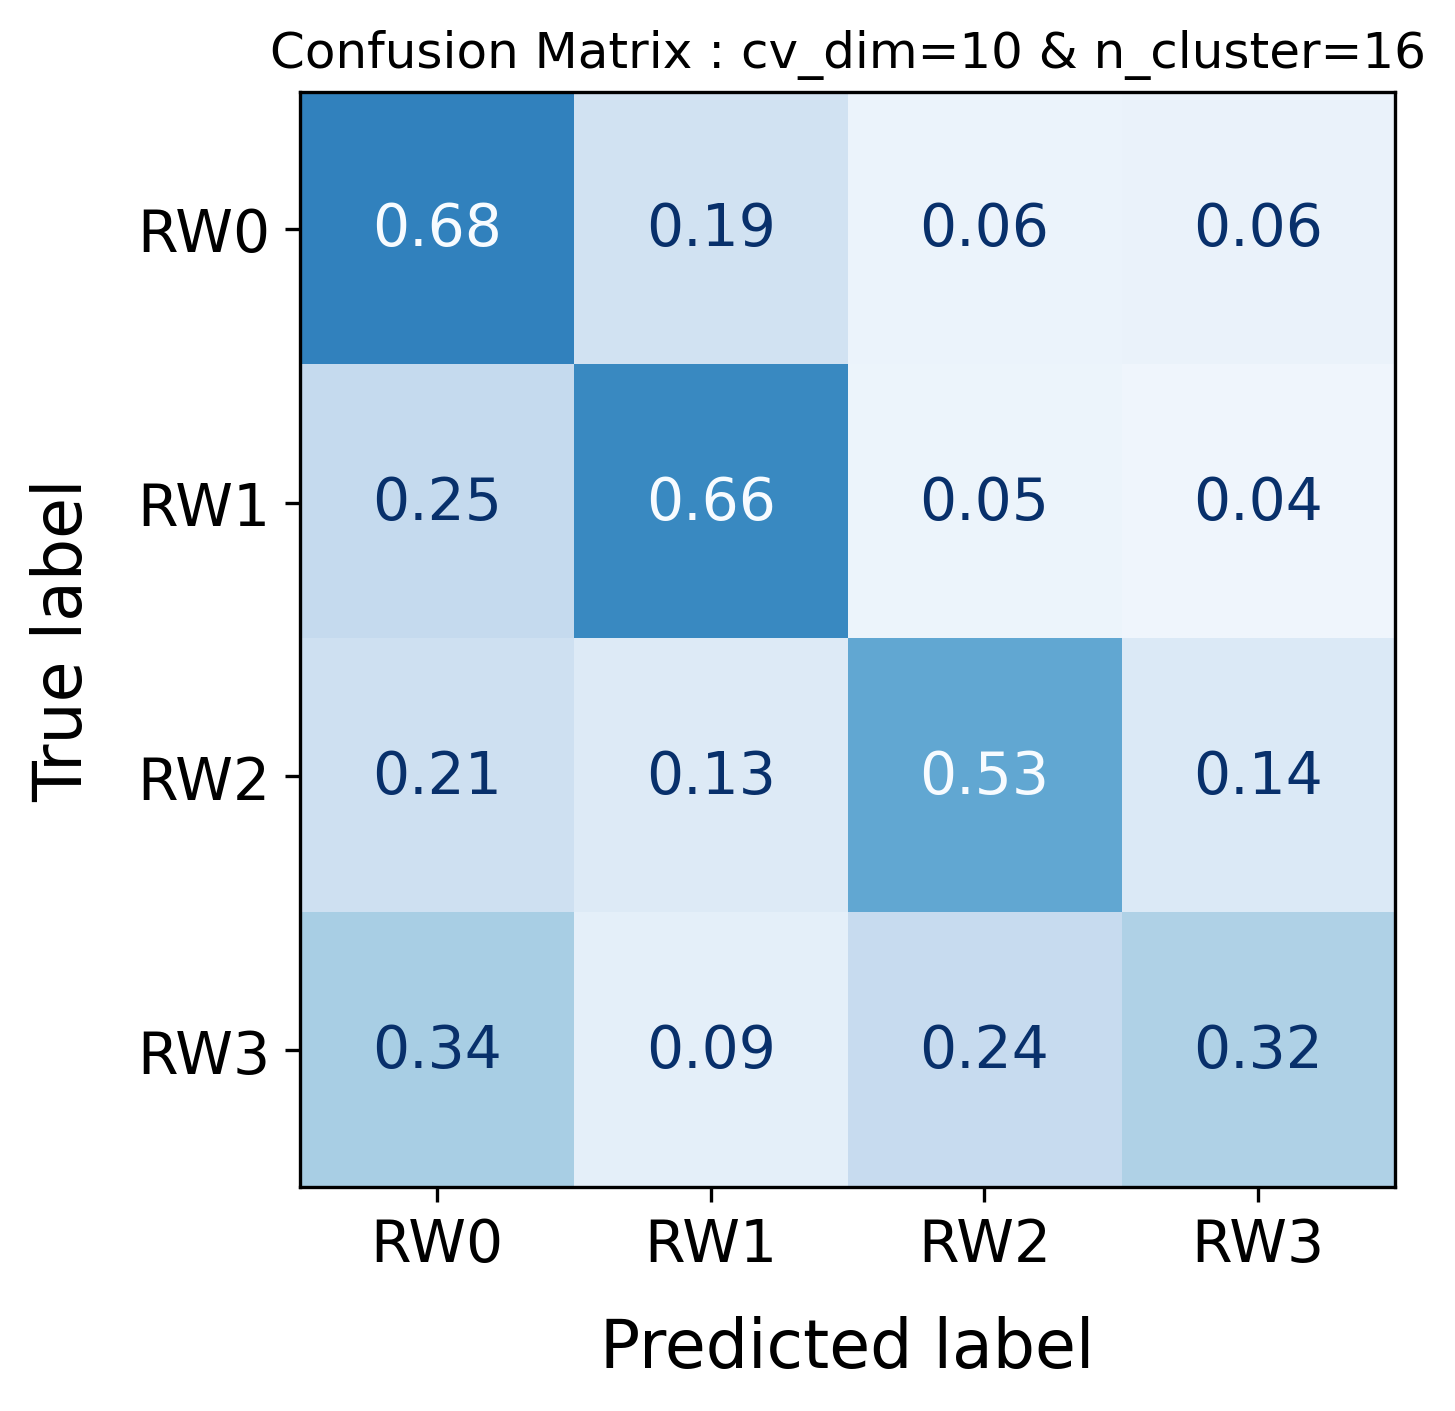 Confusion Matrix : cv_dim=10 & n_cluster=16
True label
RW0 0.68 0.19 0.06 0.06
RW1 0.25 0.66 0.05 0.04
RW2 0.21 0.13 0.53 0.14
RW3 0.34 0.09 0.24 0.32
RW0 RW1 RW2 RW3
Predicted label